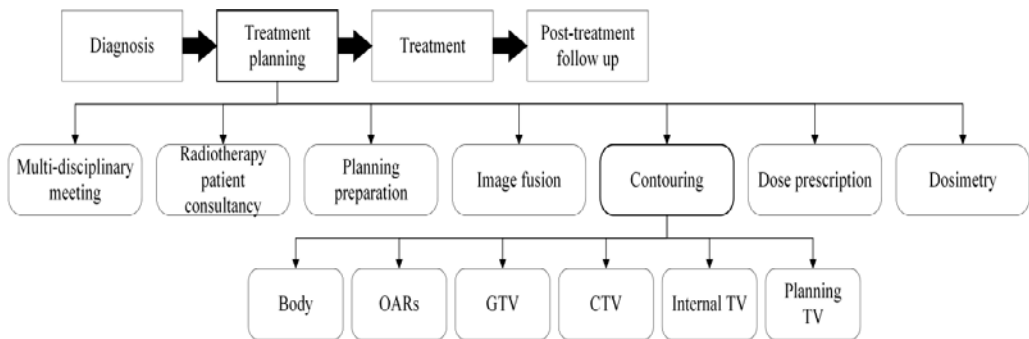 Diagnosis
Treatment
planning
Treatment
Post-treatment
follow up
Multi-disciplinary
meeting
Radiotherapy
patient
consultancy
Planning
preparation
Image fusion
Contouring
Dose prescription
Dosimetry
Body
OARs
GTV
CTV
Internal TV
Planning
TV